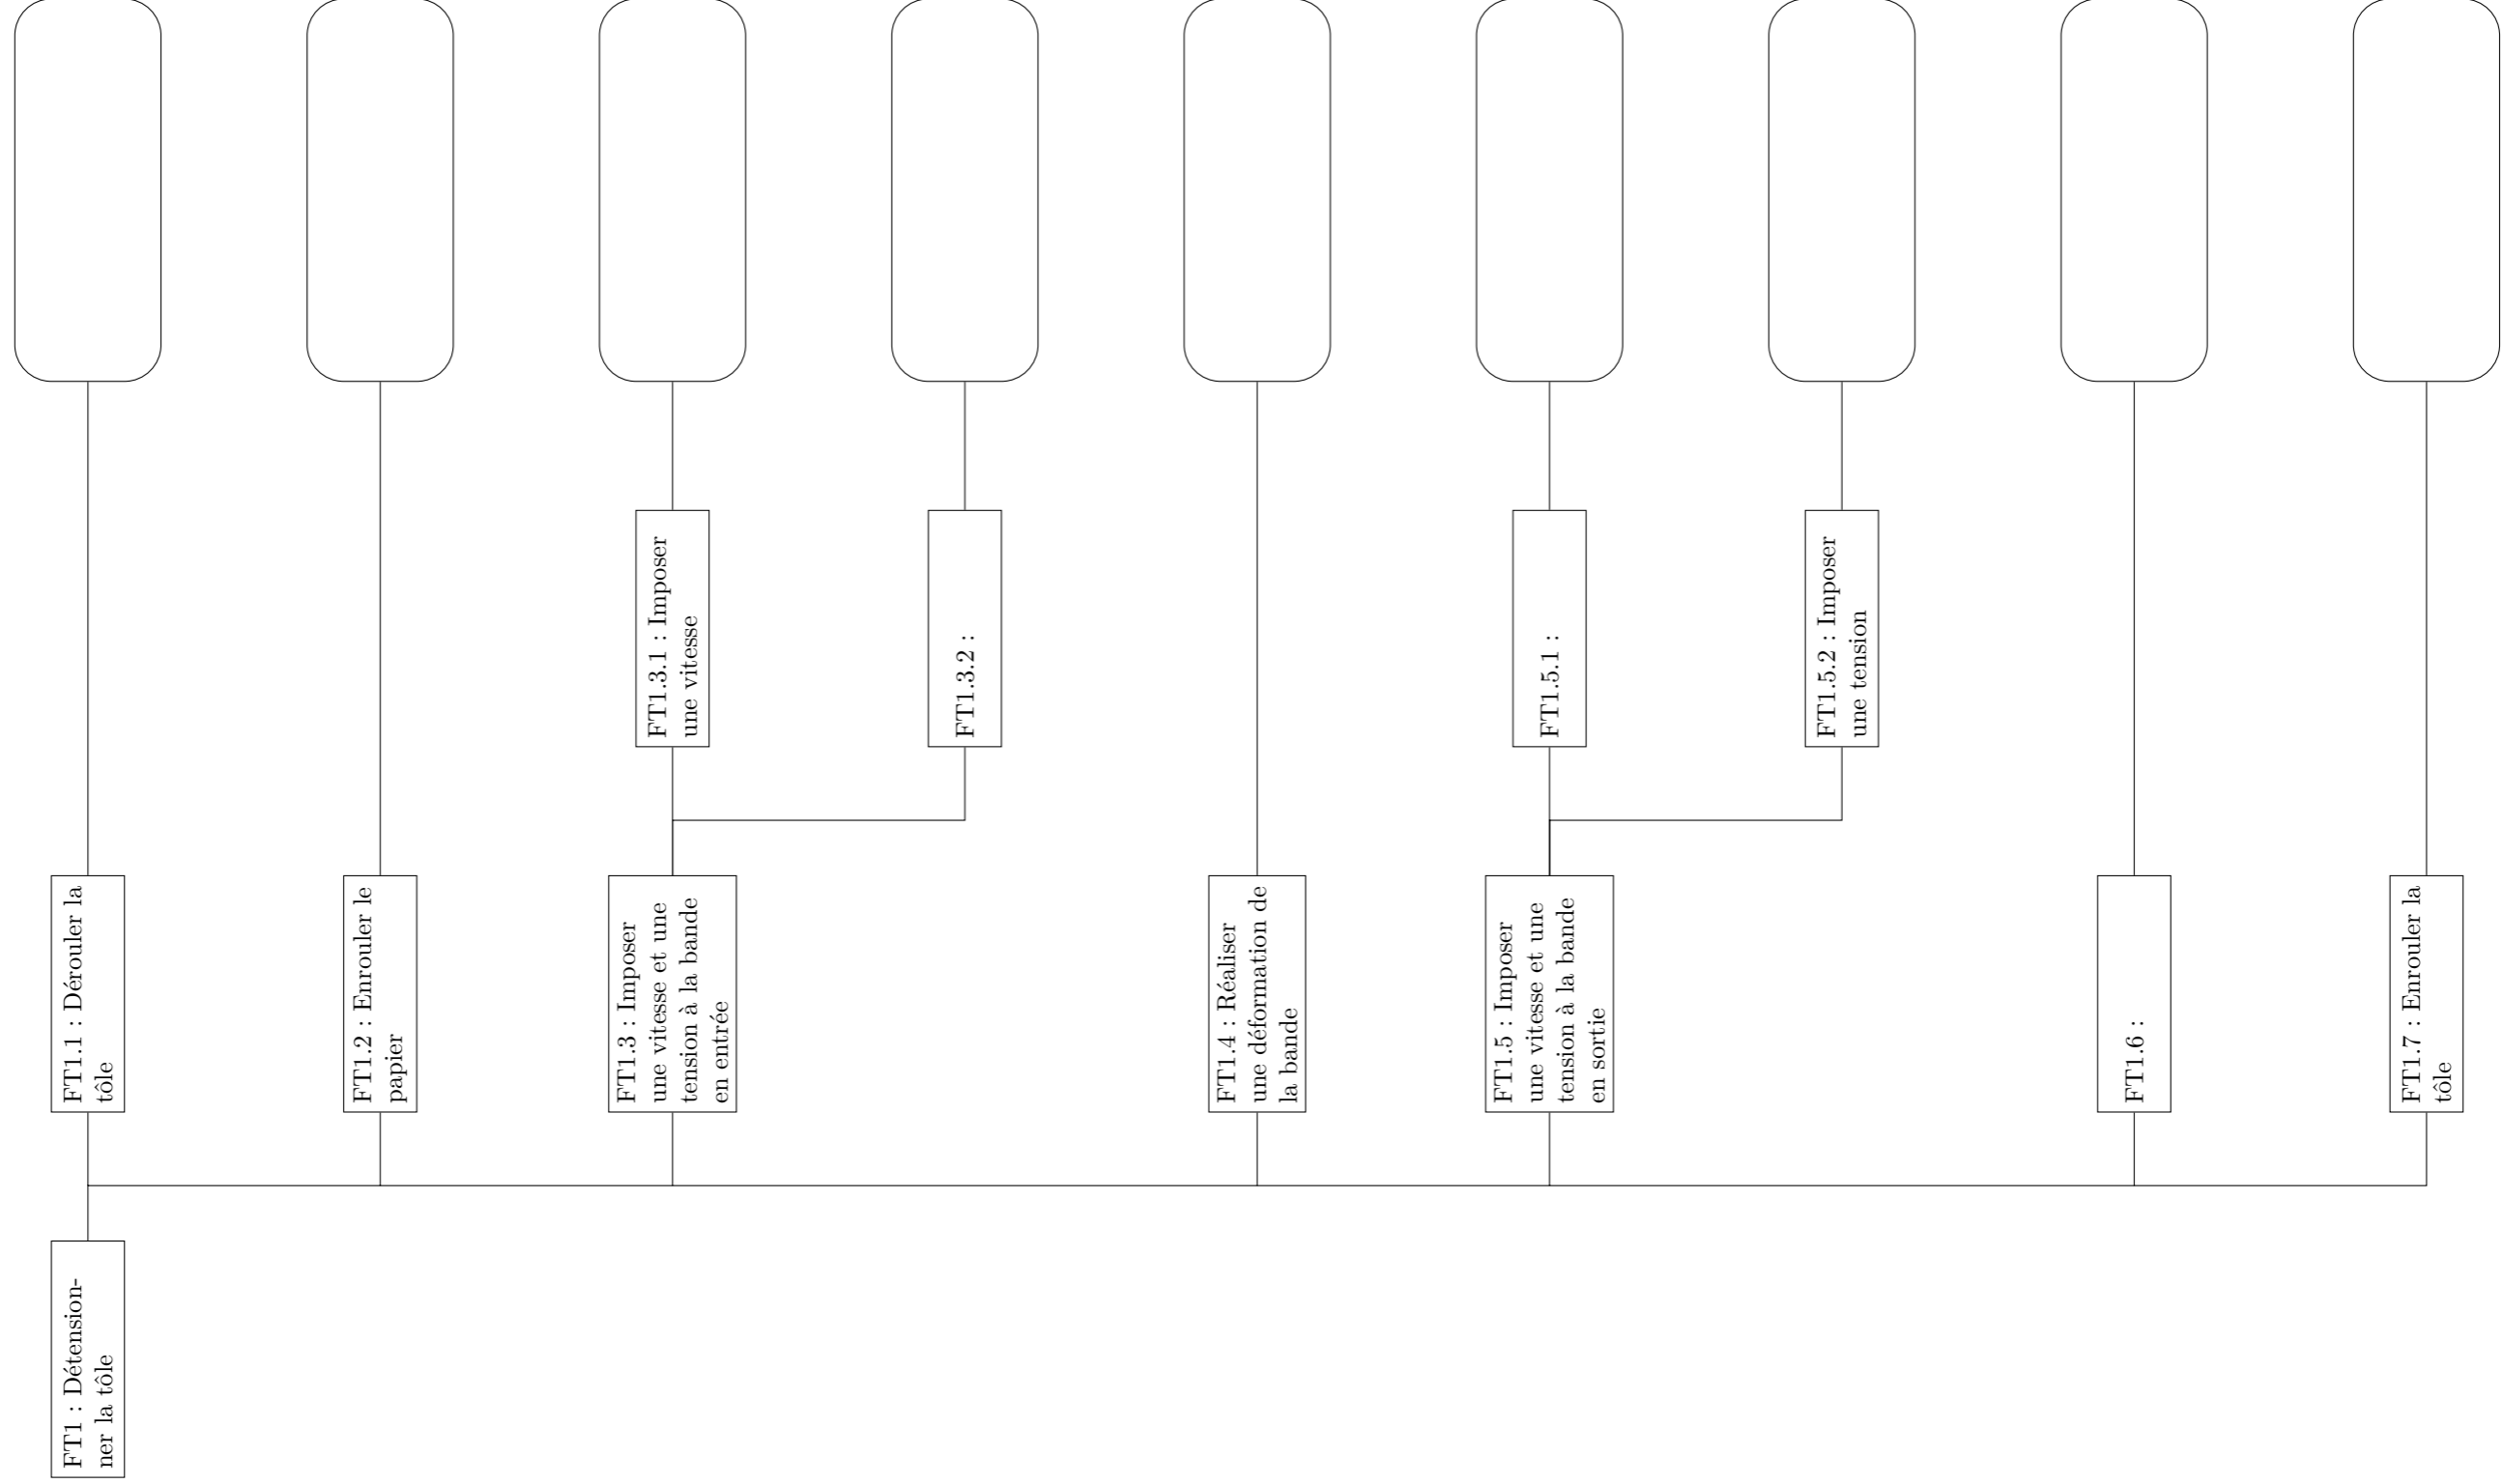 FT1 : Détension-
ner la tôle
FT1.1 : Dérouler la
tôle
FT1.2 : Enrouler le
papier
FT1.3 : Imposer
une vitesse et une
tension à la bande
en entrée
FT1.3.1 : Imposer
une vitesse
FT1.3.2 :
FT1.4 : Réaliser
une déformation de
la bande
FT1.5 : Imposer
une vitesse et une
tension à la bande
en sortie
FT1.5.1 :
FT1.5.2 : Imposer
une tension
FT1.6 :
FT1.7 : Enrouler la
tôle